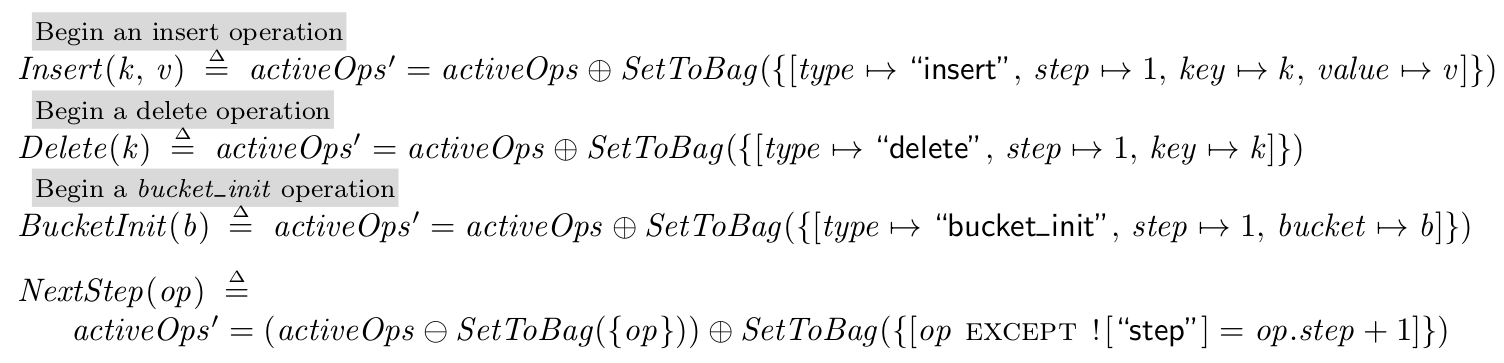 Begin an insert operation
Insert(k, v) ≜ activeOps′ = activeOps ⊕ SetToBag({[type ↦ “insert”, step ↦ 1, key ↦ k, value ↦ v]})
Begin a delete operation
Delete(k) ≜ activeOps′ = activeOps ⊕ SetToBag({[type ↦ “delete”, step ↦ 1, key ↦ k]})
Begin a bucket_init operation
BucketInit(b) ≜ activeOps′ = activeOps ⊕ SetToBag({[type ↦ “bucket_init”, step ↦ 1, bucket ↦ b]})
NextStep(op) ≜
activeOps′ = (activeOps ⊖ SetToBag({op})) ⊕ SetToBag({[op EXCEPT ![“step”] = op.step + 1]})